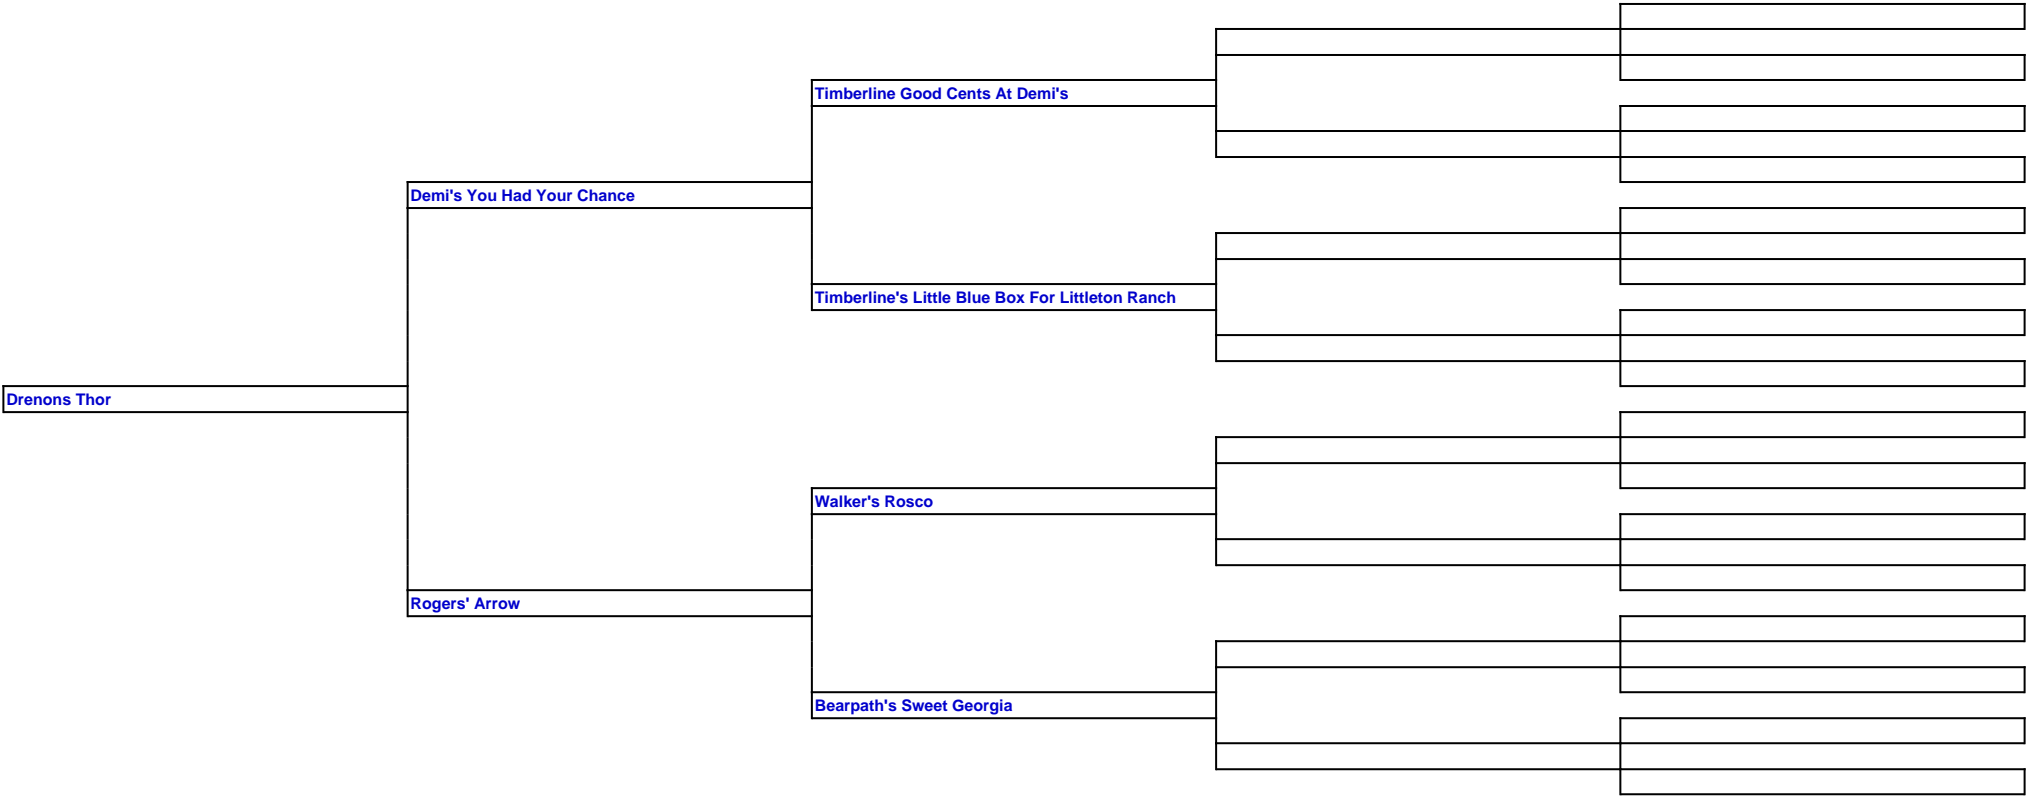 Timberline Good Cents At Demi's
Demi's You Had Your Chance
Timberline's Little Blue Box For Littleton Ranch
Drenons Thor
Walker's Rosco
Rogers' Arrow
Bearpath's Sweet Georgia